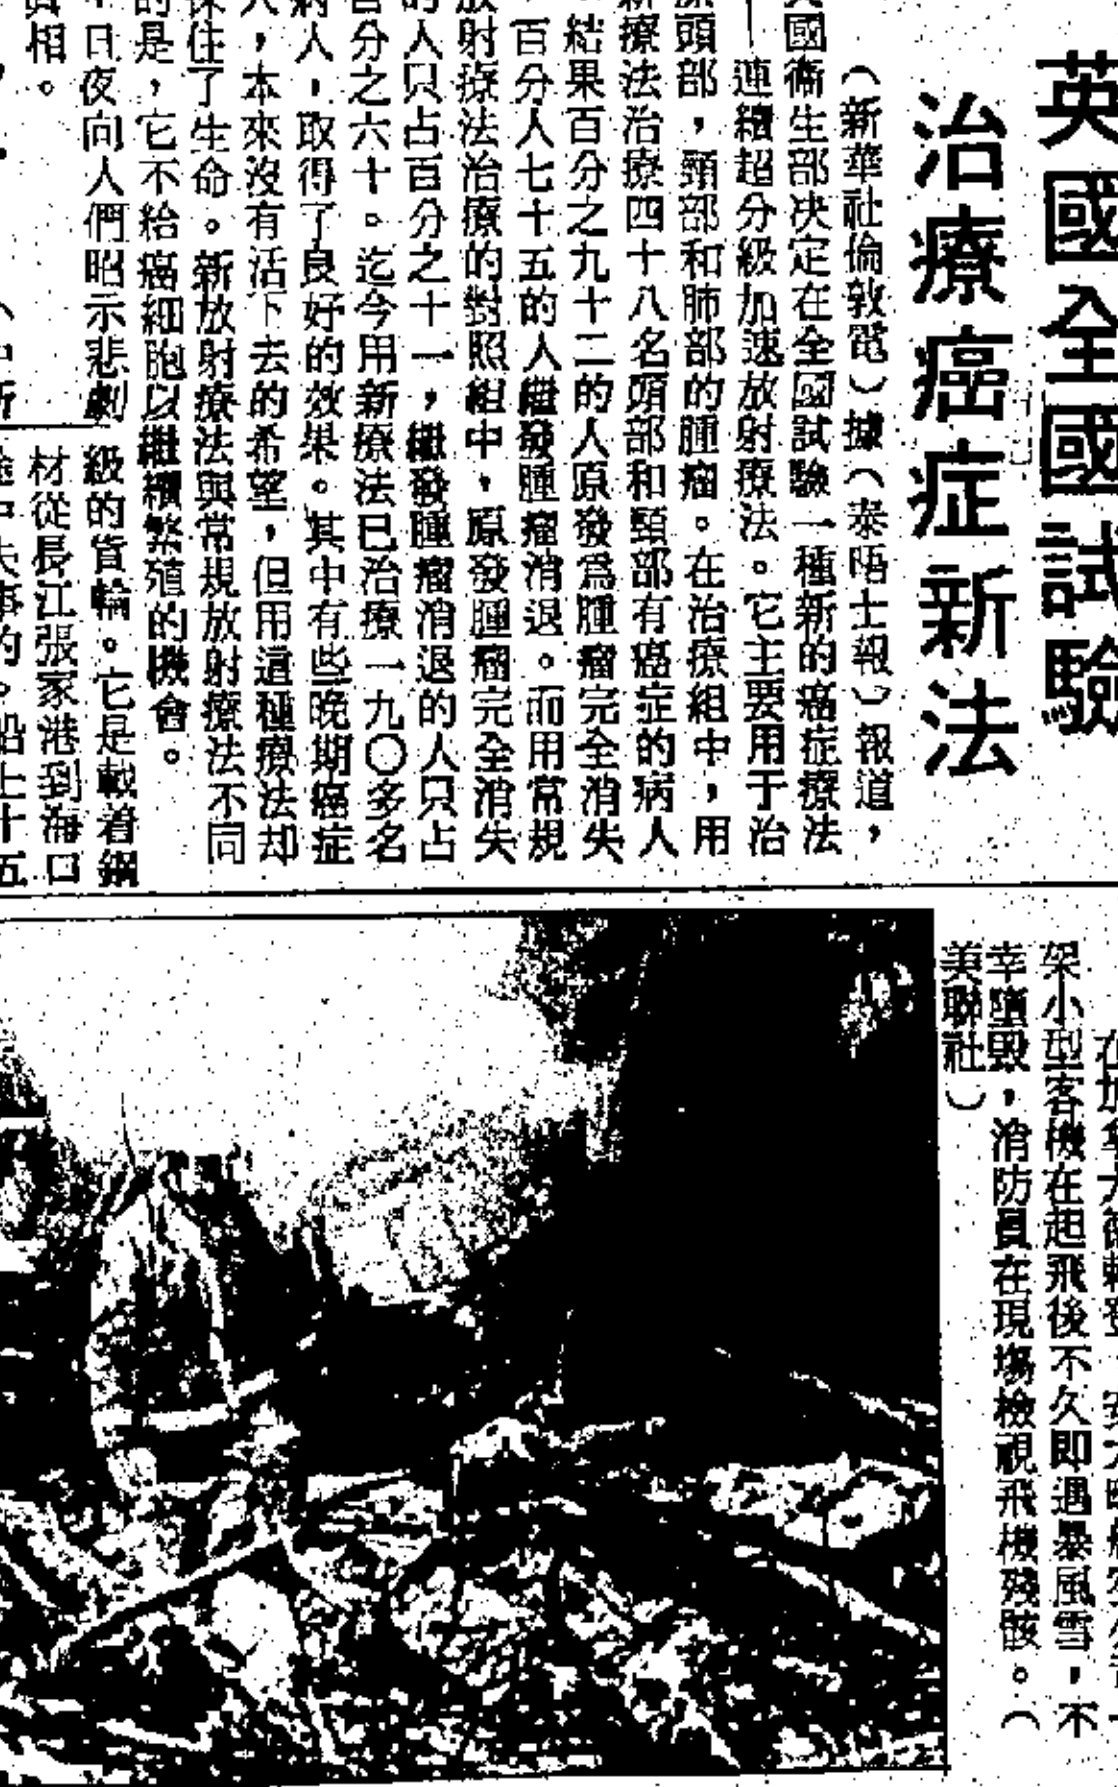 英國全國試驗
治療癌症新法
（新華社倫敦電）據（泰晤士報）報道，
國衞生部决定在全國試驗一種新的癌症療法
——連續超分級加速放射療法。它主要用于治
頭部，頸部和肺部的腫瘤。在治療組中，用
新療法治療四十八名頭部和頸部有癌症的病人
結果百分之九十二的人原發爲腫瘤完全消失
，百分人七十五的人繼發腫瘤消退。而用常規
放射療法治療的對照組中，原發腫瘤完全消失
的人只占百分之十一，繼發腫瘤消退的人只占
百分之六十。迄今用新療法已治療一九〇多名
病人，取得了良好的效果。其中有些晚期癌症
，本來沒有活下去的希望，但用這種療法却
保住了生命。新放射療法與常規放射療法不同
的是，它不給癌細胞以繼續繁殖的機會。
日夜向人們昭示悲劇
真相。
級的貨輪。它是載着鋼
材從長江張家港到海口
途中失事的。船上十五
架小型客機在起飛後不久即遇暴風雪，不
幸墮毀，消防員在現場檢視飛機殘骸。（
美聯社）